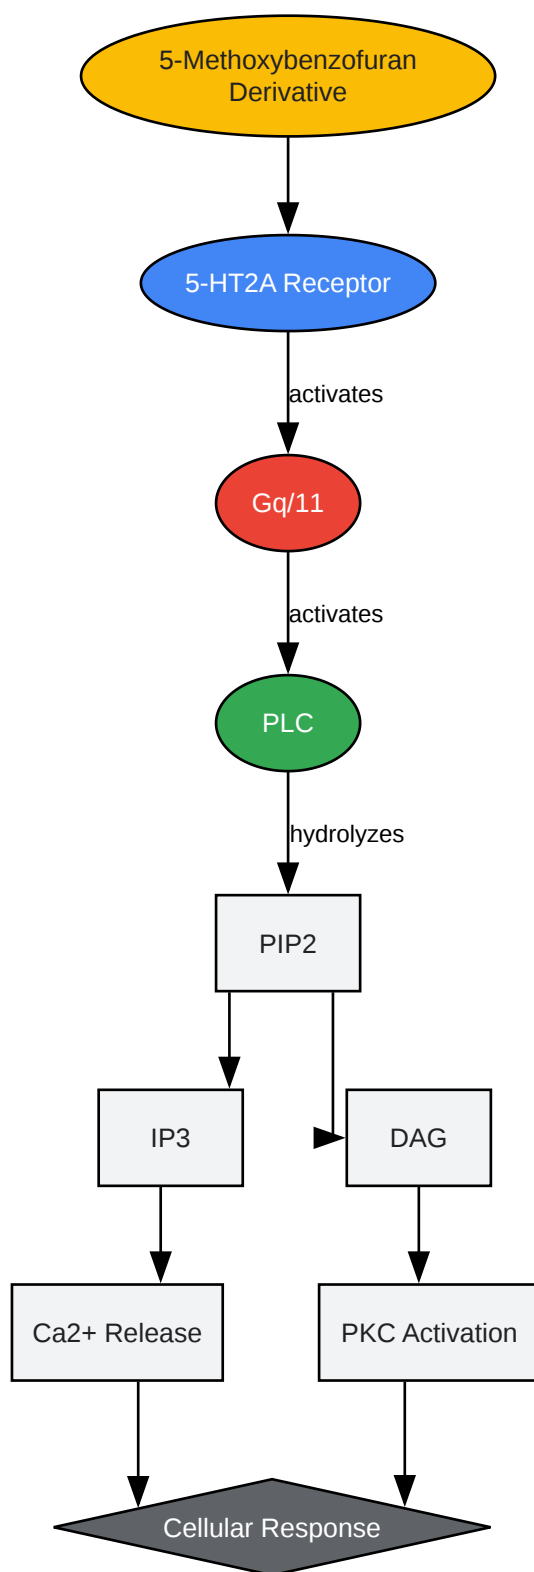 5-Methoxybenzofuran
Derivative
5-HT2A Receptor
activates
Gq/11
activates
PLC
hydrolyzes
PIP2
IP3
DAG
Ca2+ Release
PKC Activation
Cellular Response